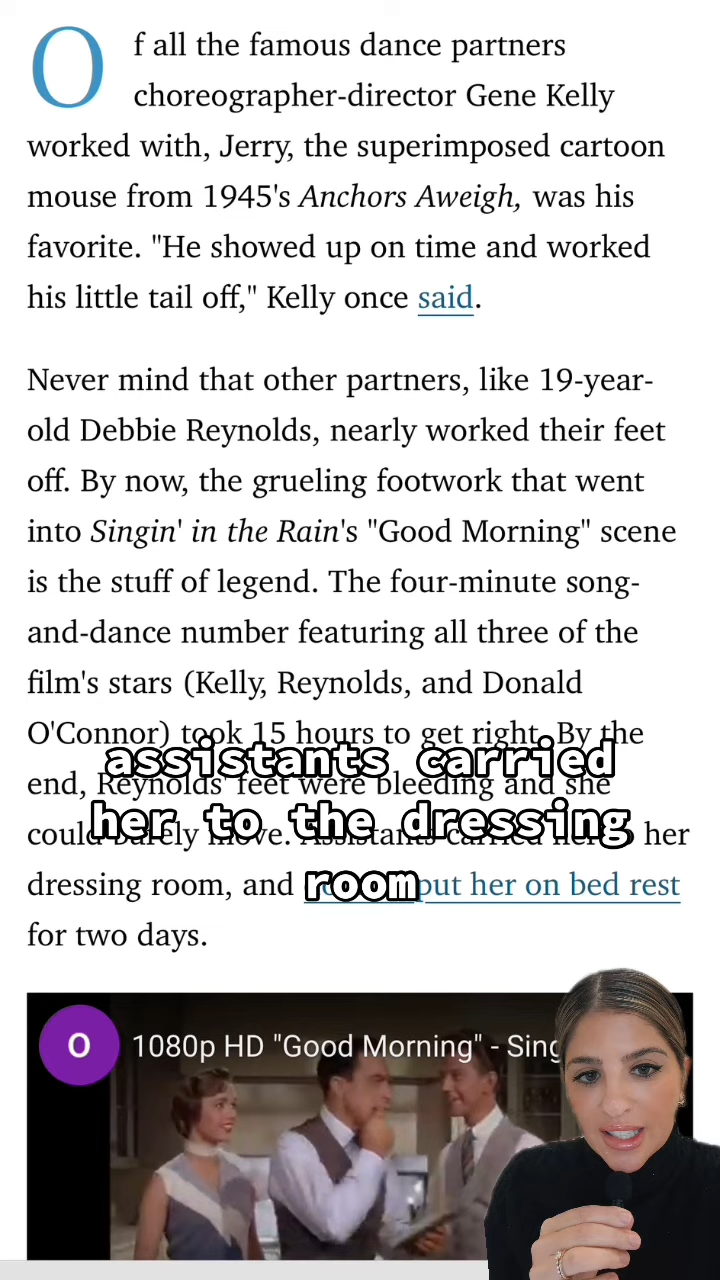 Of all the famous dance partners
choreographer-director Gene Kelly
worked with, Jerry, the superimposed cartoon
mouse from 1945's Anchors Aweigh, was his
favorite. "He showed up on time and worked
his little tail off," Kelly once said.
Never mind that other partners, like 19-year-
old Debbie Reynolds, nearly worked their feet
off. By now, the grueling footwork that went
into Singin' in the Rain's "Good Morning" scene
is the stuff of legend. The four-minute song-
and-dance number featuring all three of the
film's stars (Kelly, Reynolds, and Donald
O'Connor) took 15 hours to get right. By the
assistants carried
end, Reynolds' feet were bleeding and she
her to the dressing
could barely move. Assistants carried her to her
room
dressing room, and put her on bed rest
for two days.
O
1080p HD "Good Morning" - Sing